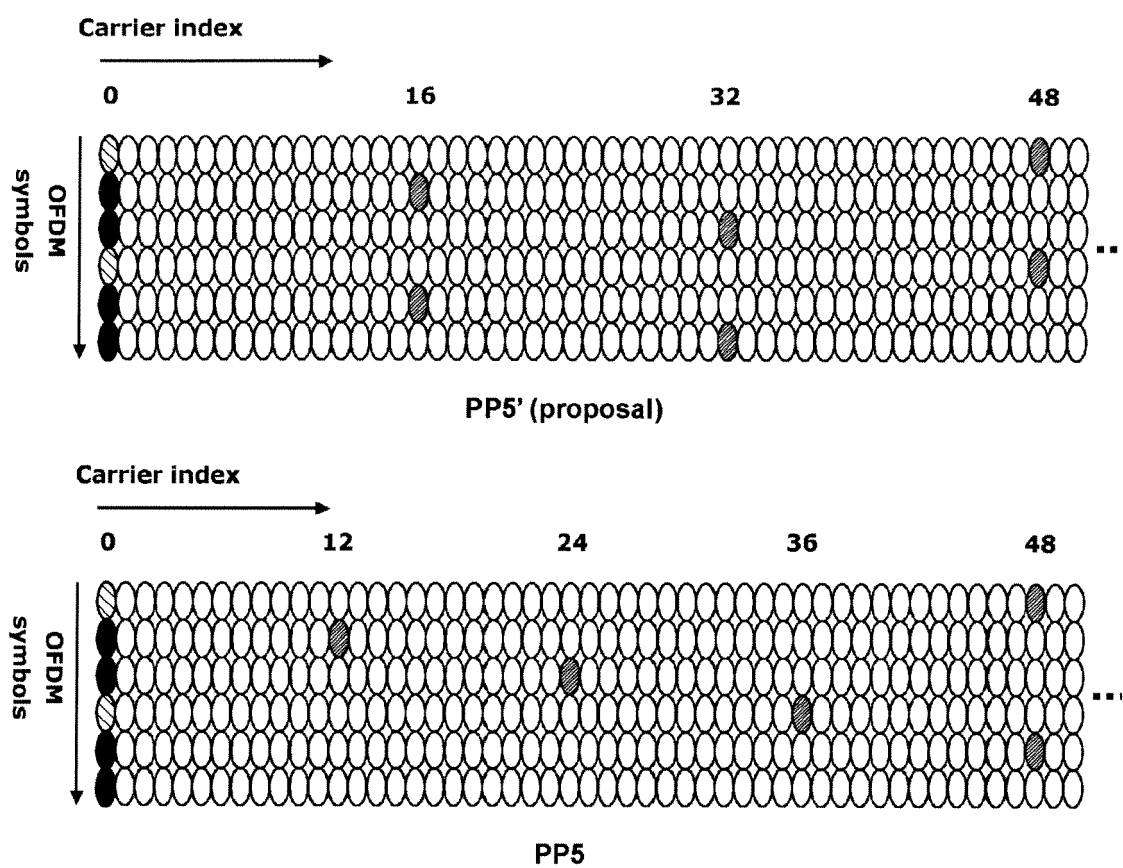 Carrier index
0 16 32 48
OFDM
symbols
PP5' (proposal)
Carrier index
0 12 24 36 48
OFDM
symbols
PP5